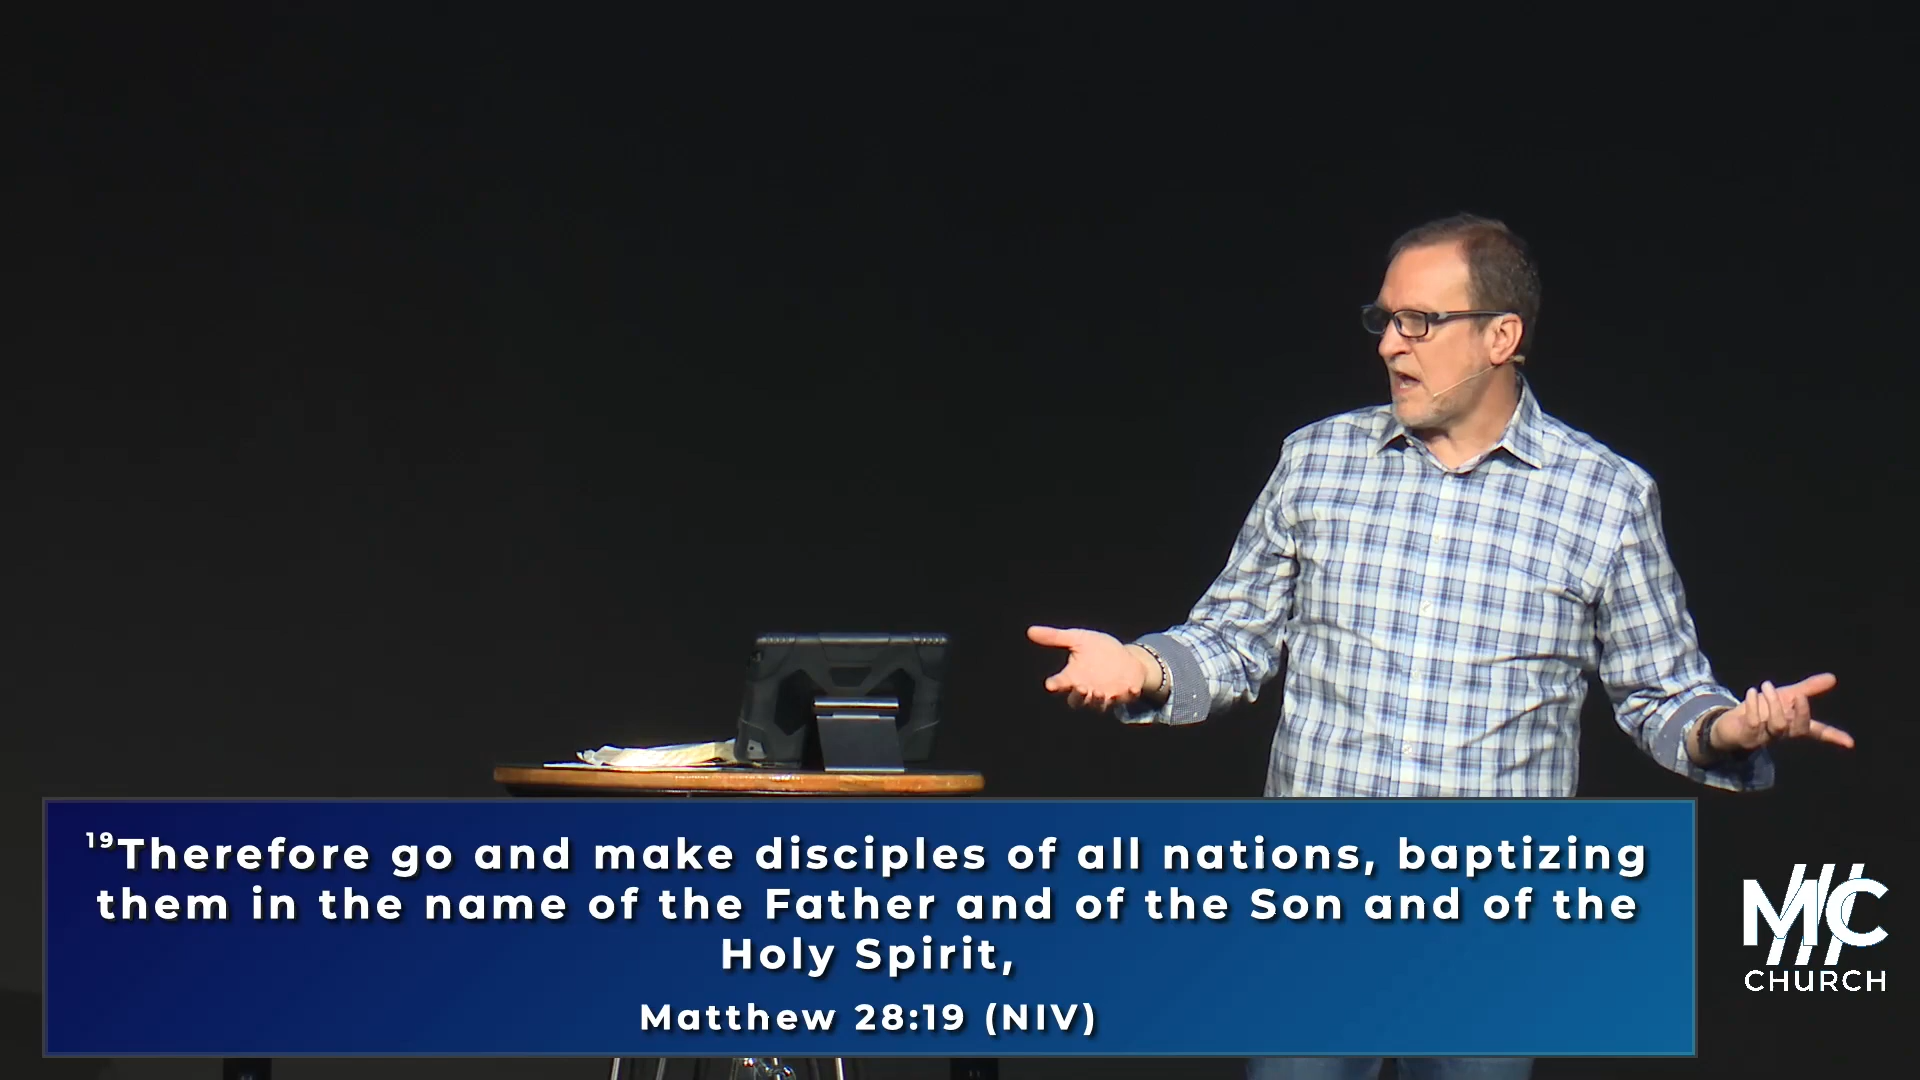 ¹⁹Therefore go and make disciples of all nations, baptizing
them in the name of the Father and of the Son and of the
Holy Spirit,
Matthew 28:19 (NIV)
MC
CHURCH